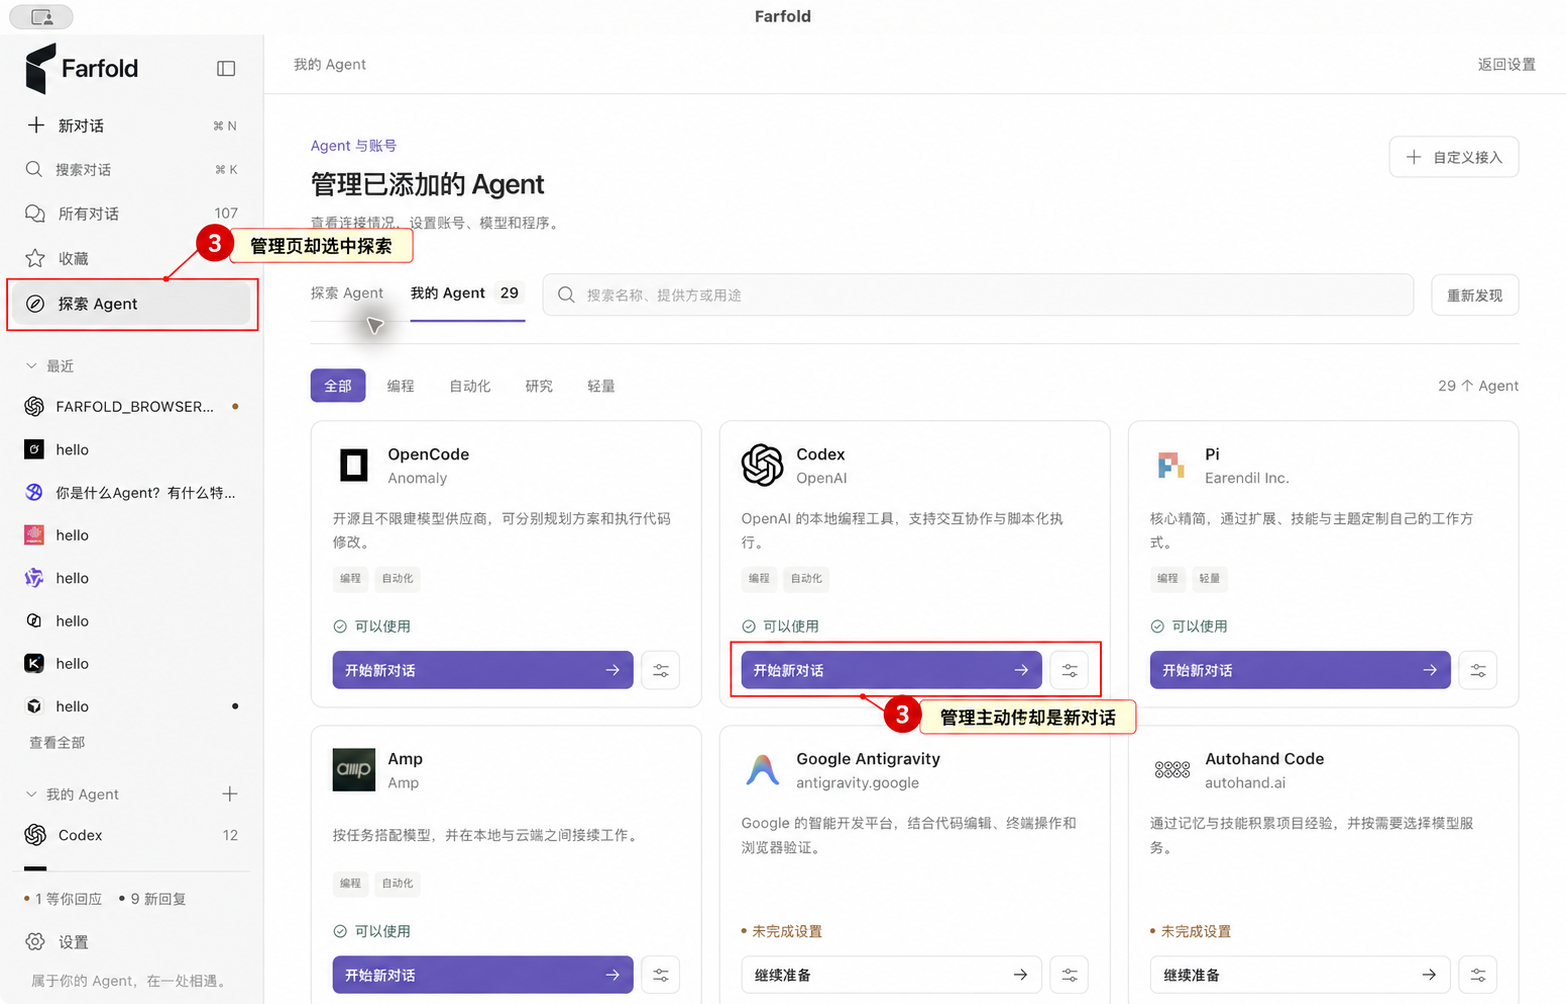 Farfold
Farfold
我的 Agent
返回设置
新对话
⌘ N
搜索对话
⌘ K
所有对话
107
收藏
探索 Agent
3
管理页却选中探索
最近
FARFOLD_BROWSER...
hello
你是什么Agent？有什么特...
hello
hello
hello
hello
hello
查看全部
我的 Agent
Codex
12
1 等你回应
9 新回复
设置
属于你的 Agent，在一处相遇。
Agent 与账号
管理已添加的 Agent
查看连接情况，设置账号、模型和程序。
自定义接入
探索 Agent
我的 Agent 29
搜索名称、提供方或用途
重新发现
全部
编程
自动化
研究
轻量
29 个 Agent
OpenCode
Anomaly
开源且不限建模型供应商，可分别规划方案和执行代码
修改。
编程
自动化
可以使用
开始新对话
Codex
OpenAI
OpenAI 的本地编程工具，支持交互协作与脚本化执
行。
编程
自动化
可以使用
开始新对话
3
管理主动作却是新对话
Pi
Earendil Inc.
核心精简，通过扩展、技能与主题定制自己的工作方
式。
编程
轻量
可以使用
开始新对话
amp
Amp
Amp
按任务搭配模型，并在本地与云端之间接续工作。
编程
自动化
可以使用
开始新对话
Google Antigravity
antigravity.google
Google 的智能开发平台，结合代码编辑、终端操作和
浏览器验证。
未完成设置
继续准备
Autohand Code
autohand.ai
通过记忆与技能积累项目经验，并按需要选择模型服
务。
未完成设置
继续准备